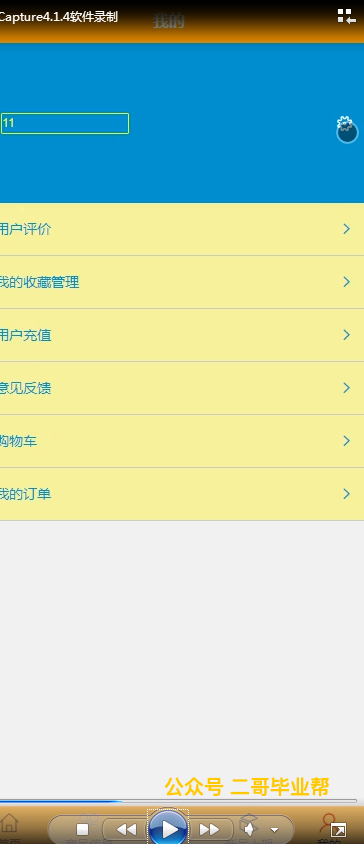 Capture4.1.4软件录制
我的
11
用户评价
我的收藏管理
用户充值
意见反馈
购物车
我的订单
公众号 二哥毕业帮